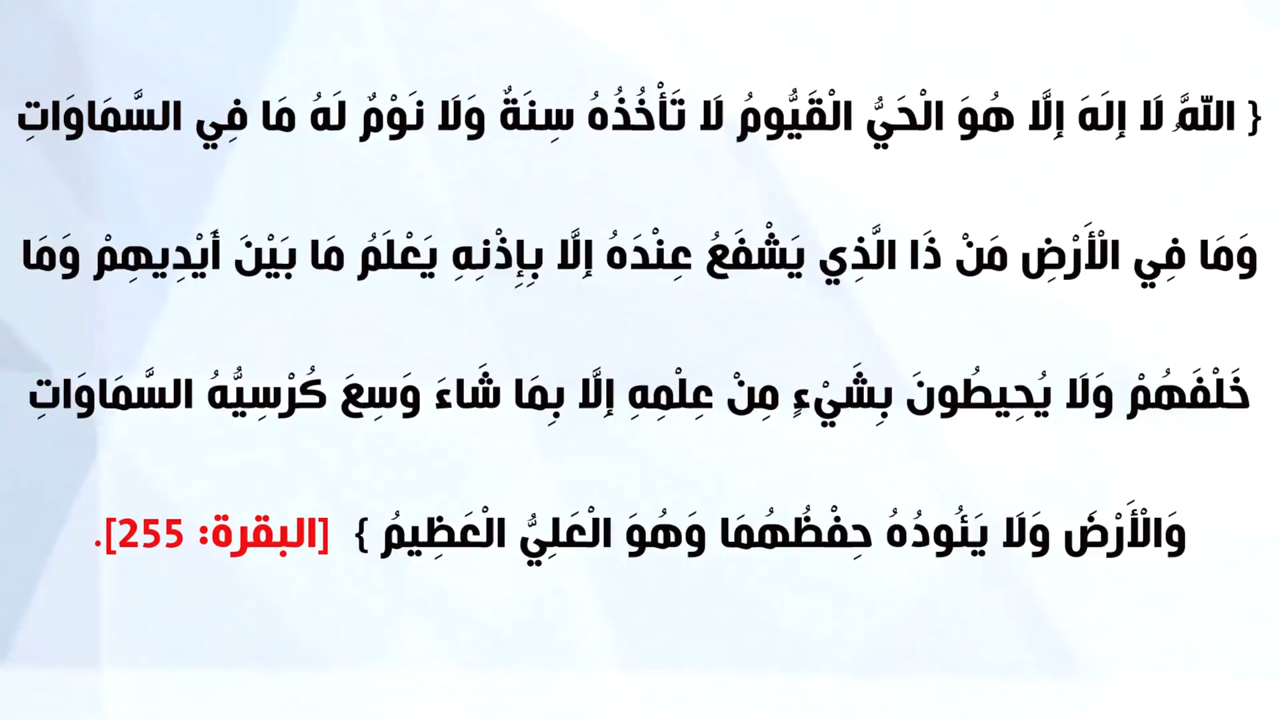 { اللَّهُ لَا إِلَهَ إِلَّا هُوَ الْحَيُّ الْقَيُّومُ لَا تَأْخُذُهُ سِنَةٌ وَلَا نَوْمٌ لَهُ مَا فِي السَّمَاوَاتِ
وَمَا فِي الْأَرْضِ مَنْ ذَا الَّذِي يَشْفَعُ عِنْدَهُ إِلَّا بِإِذْنِهِ يَعْلَمُ مَا بَيْنَ أَيْدِيهِمْ وَمَا
خَلْفَهُمْ وَلَا يُحِيطُونَ بِشَيْءٍ مِنْ عِلْمِهِ إِلَّا بِمَا شَاءَ وَسِعَ كُرْسِيُّهُ السَّمَاوَاتِ
وَالْأَرْضَ وَلَا يَئُودُهُ حِفْظُهُمَا وَهُوَ الْعَلِيُّ الْعَظِيمُ } [البقرة: 255].